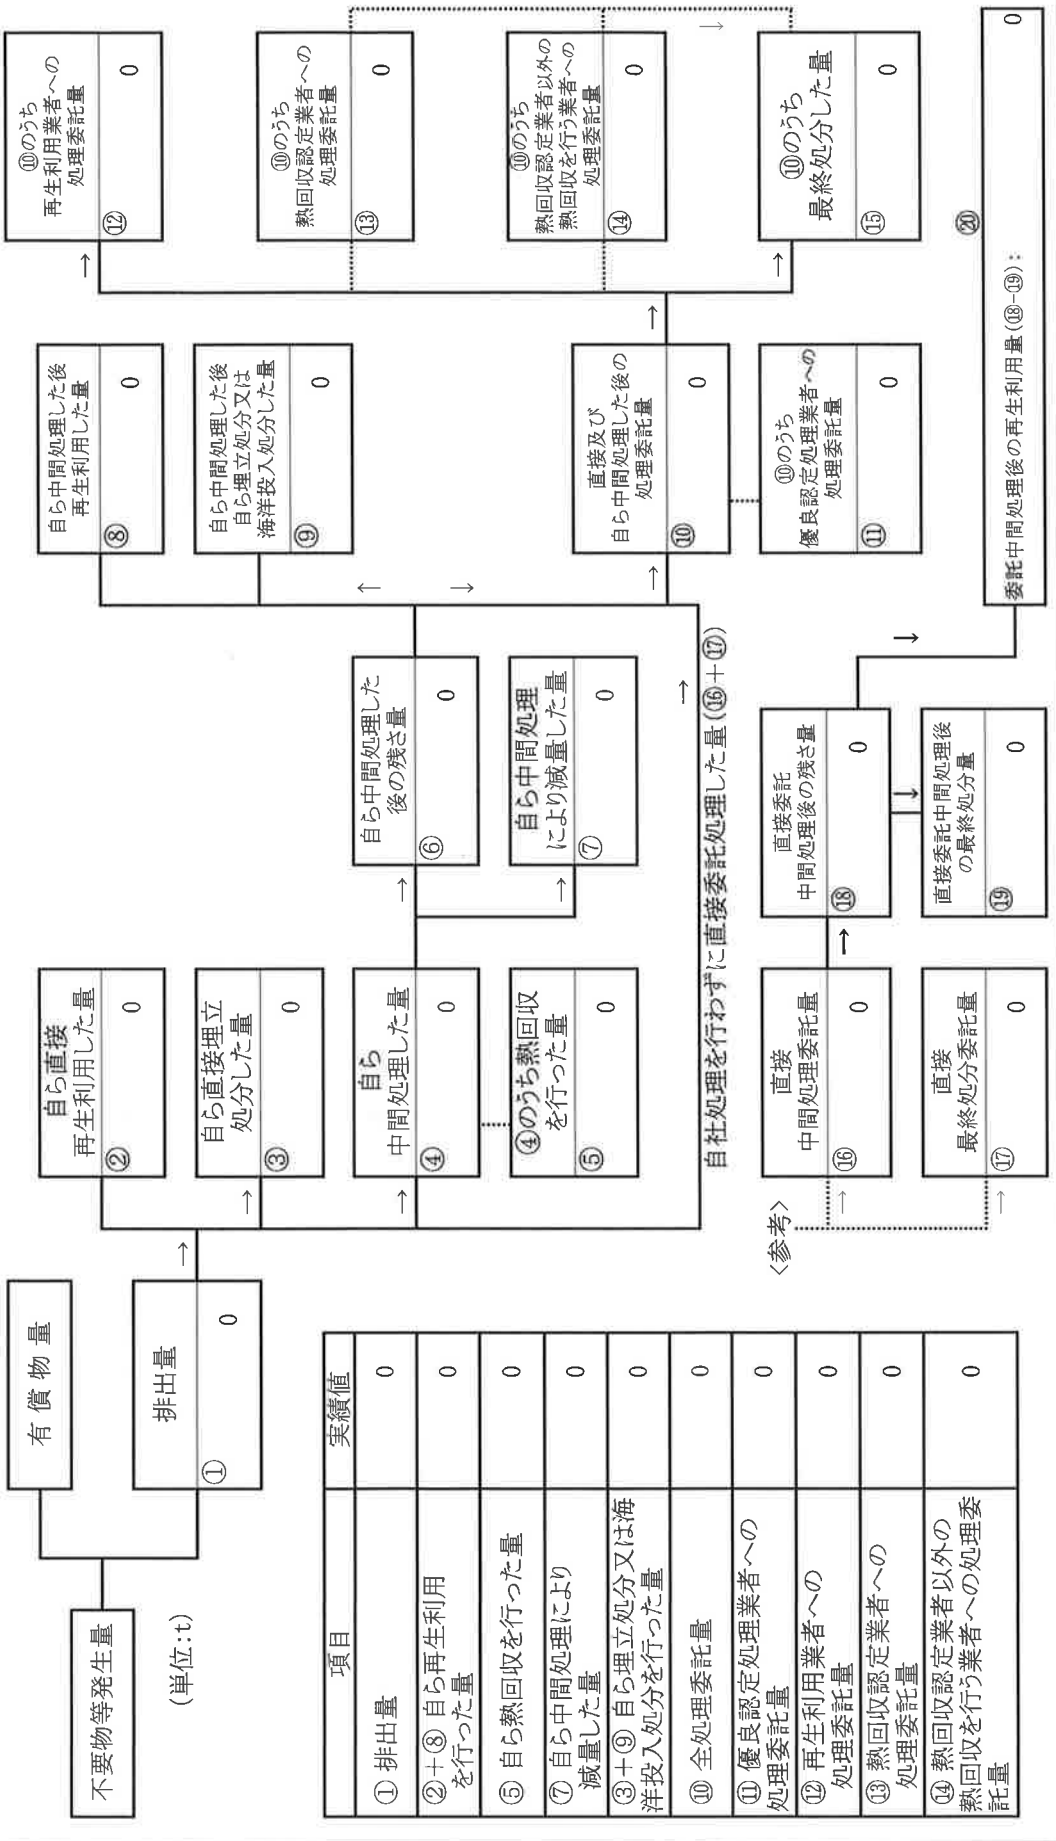 不要物等発生量
(単位:t)
有償物量
排出量
①
0
自ら直接
再生利用した量
②
0
自ら直接埋立
処分した量
③
0
自ら
中間処理した量
④
0
④のうち熱回収
を行った量
⑤
0
自ら中間処理した
後の残さ量
⑥
0
自ら中間処理
により減量した量
⑦
0
自ら中間処理した後
再生利用した量
⑧
0
自ら中間処理した後
自ら埋立処分又は
海洋投入処分した量
⑨
0
直接及び
自ら中間処理した後の
処理委託量
⑩
0
⑩のうち
優良認定処理業者への
処理委託量
⑪
0
⑩のうち
再生利用業者への
処理委託量
⑫
0
⑩のうち
熱回収認定業者への
処理委託量
⑬
0
⑩のうち
熱回収認定業者以外の
熱回収を行う業者への
処理委託量
⑭
0
⑩のうち
最終処分した量
⑮
0
自社処理を行わずに直接委託処理した量(⑯+⑰)
<参考>
直接
中間処理委託量
⑯
0
直接
最終処分委託量
⑰
0
直接委託
中間処理後の残さ量
⑱
0
直接委託中間処理後
の最終処分量
⑲
0
⑳
委託中間処理後の再生利用量(⑱-⑲): 0
項目 実績値
① 排出量 0
②+⑧ 自ら再生利用
を行った量 0
⑤ 自ら熱回収を行った量 0
⑦ 自ら中間処理により
減量した量 0
③+⑨ 自ら埋立処分又は海
洋投入処分を行った量 0
⑩ 全処理委託量 0
⑪ 優良認定処理業者への
処理委託量 0
⑫ 再生利用業者への
処理委託量 0
⑬ 熱回収認定業者への
処理委託量 0
⑭ 熱回収認定業者以外の
熱回収を行う業者への処理委
託量 0